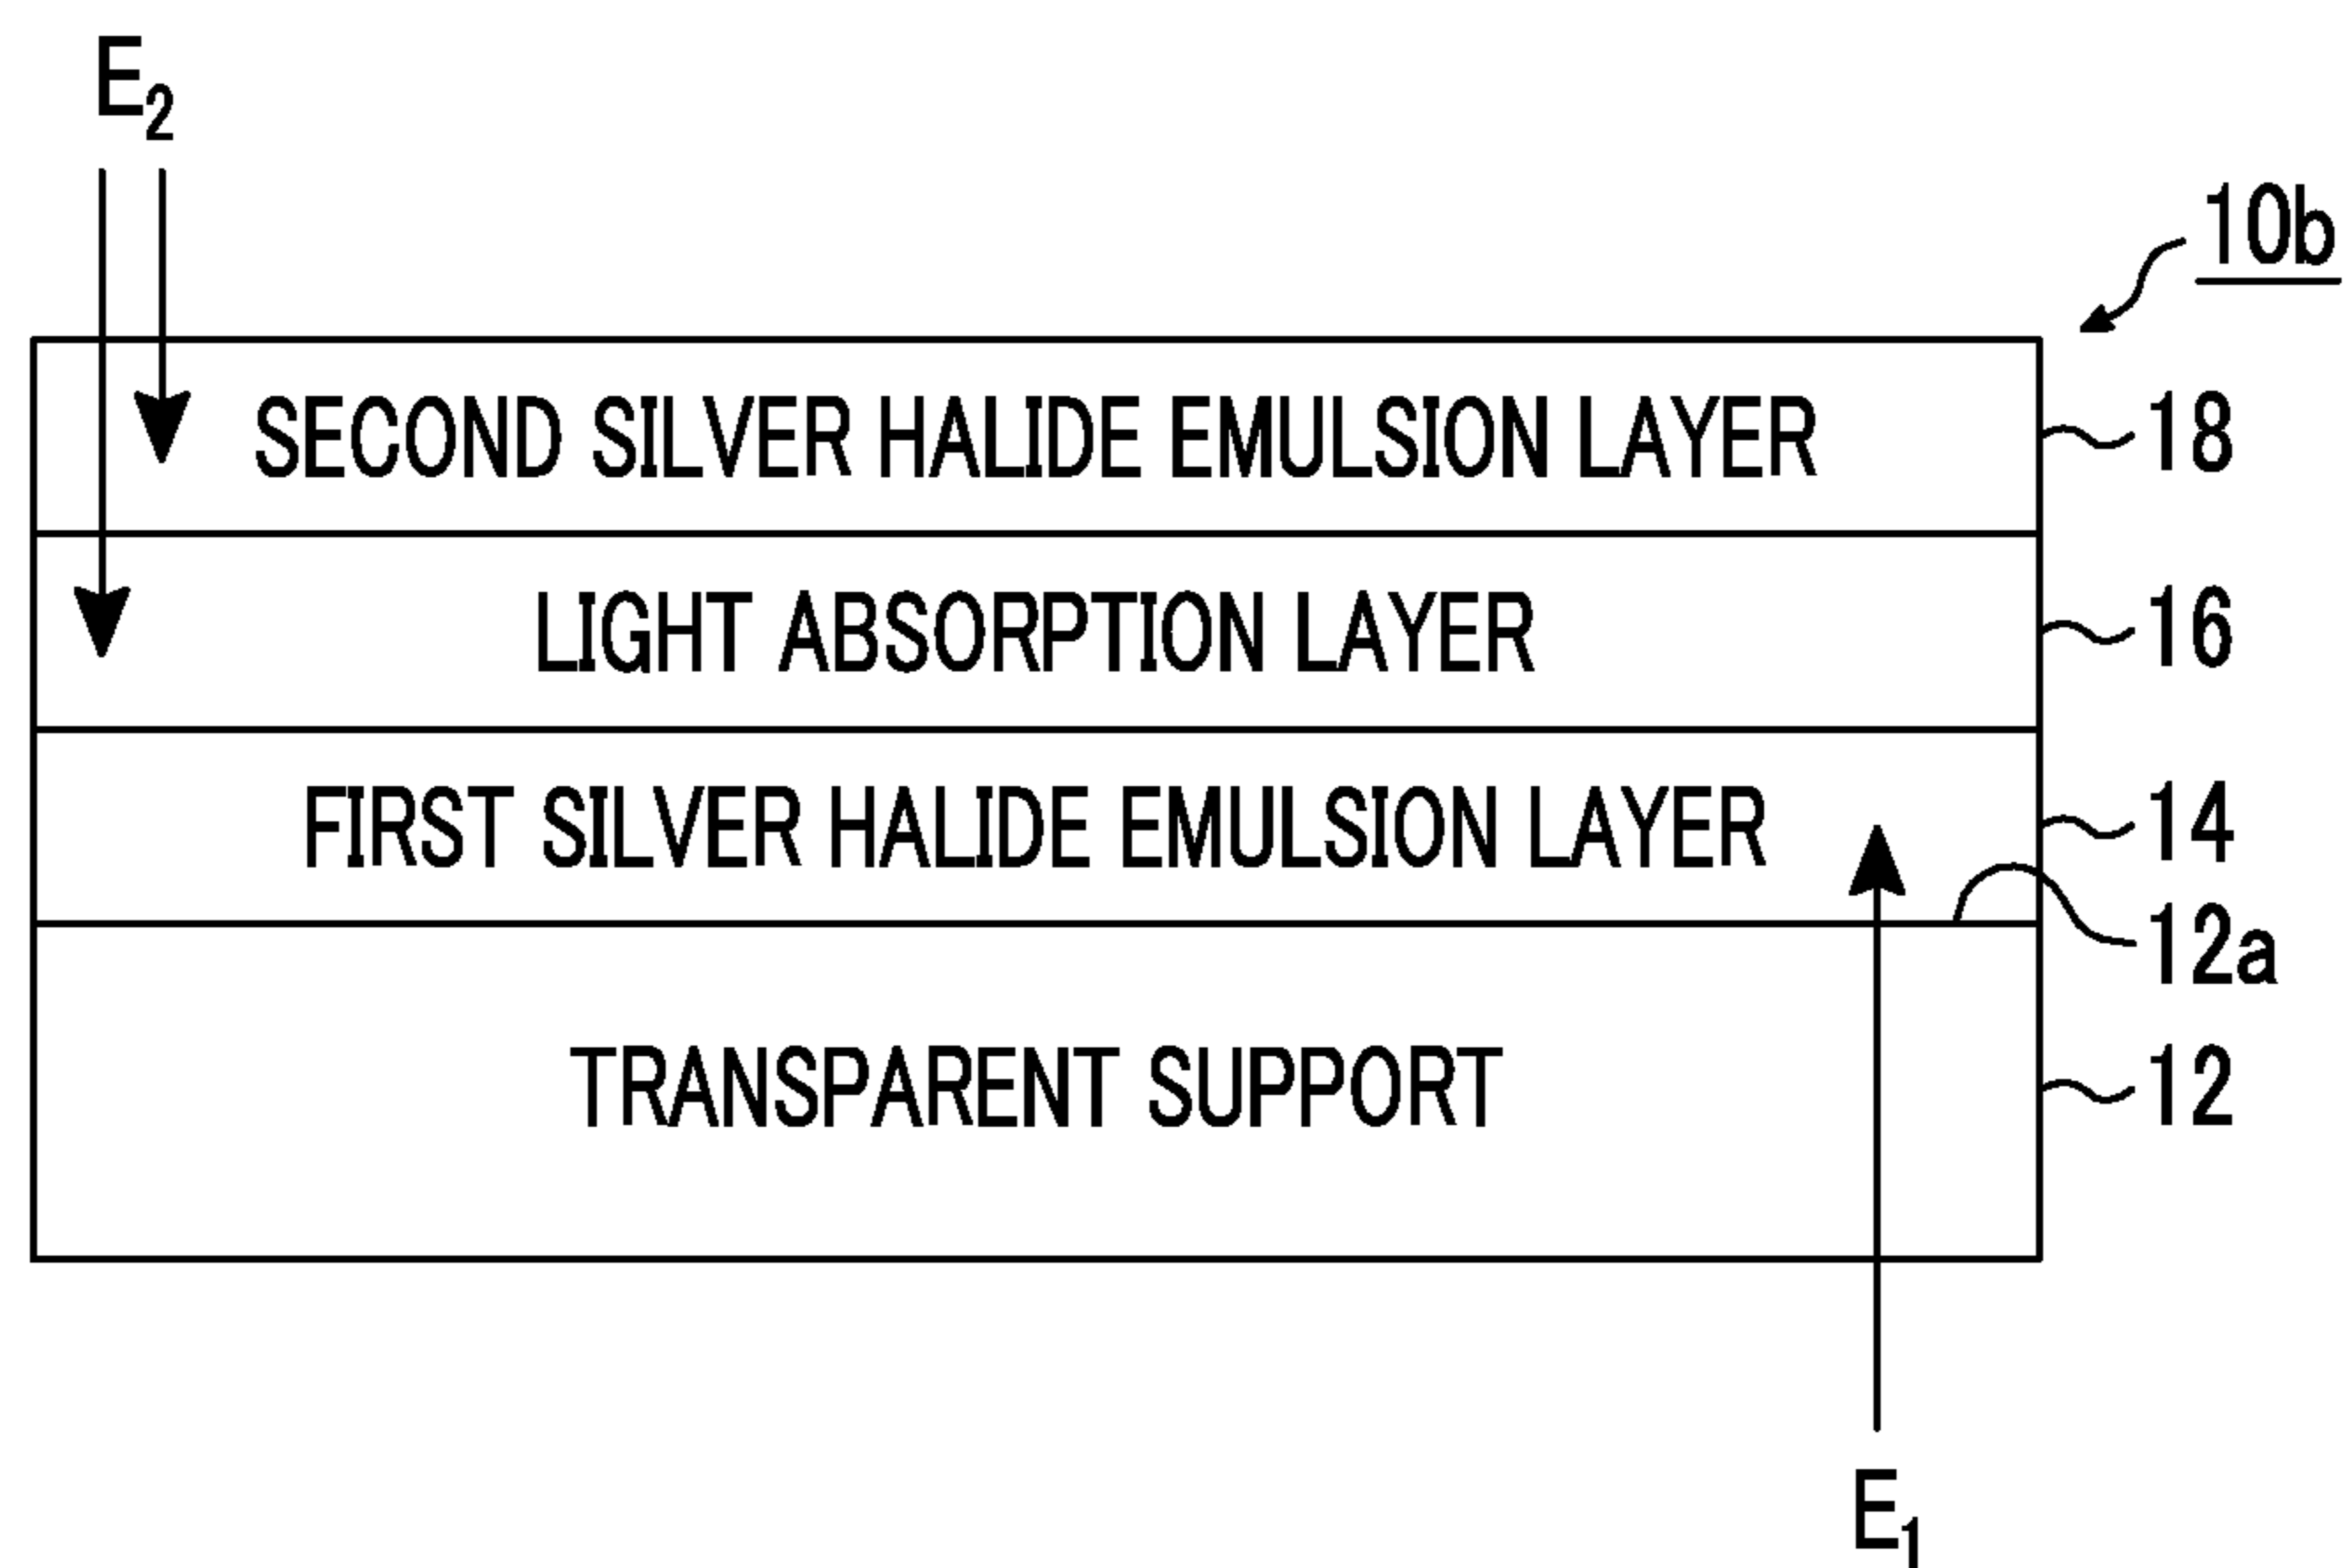 E2
10b
SECOND SILVER HALIDE EMULSION LAYER 18
LIGHT ABSORPTION LAYER 16
FIRST SILVER HALIDE EMULSION LAYER 14
12a
TRANSPARENT SUPPORT 12
E1